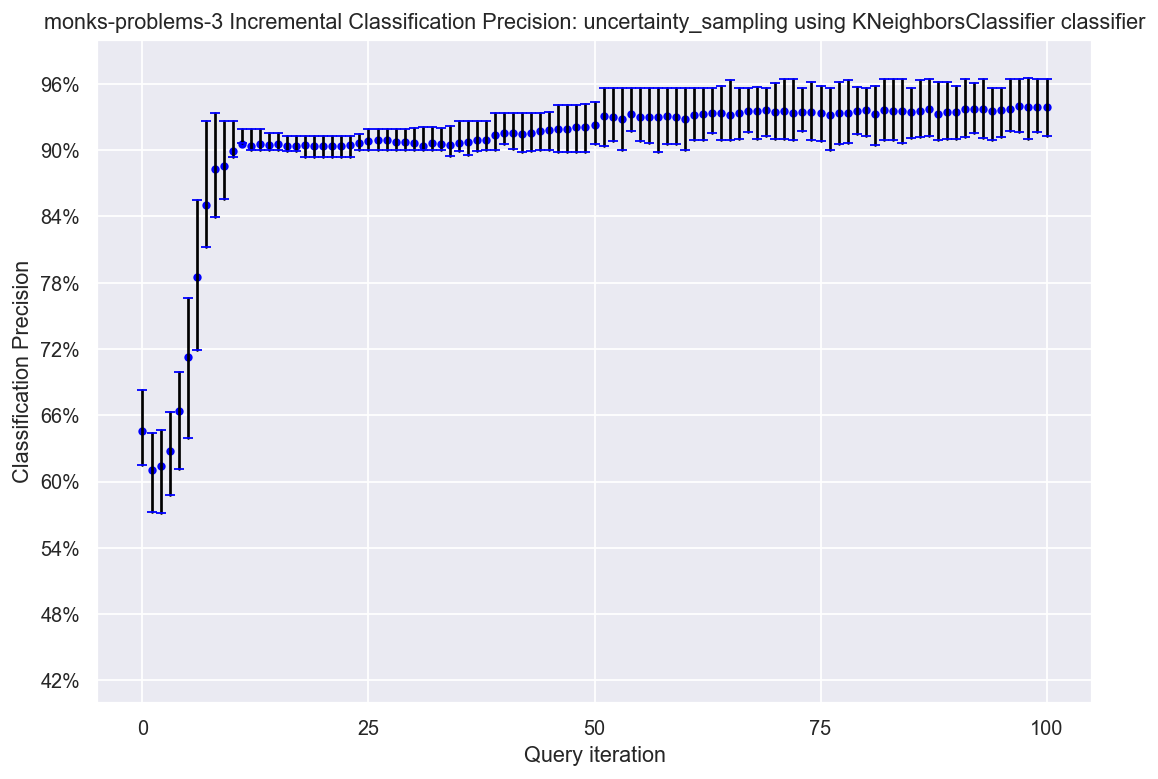 monks-problems-3 Incremental Classification Precision: uncertainty_sampling using KNeighborsClassifier classifier
96%
90%
84%
78%
72%
66%
60%
54%
48%
42%
Classification Precision
0 25 50 75 100
Query iteration